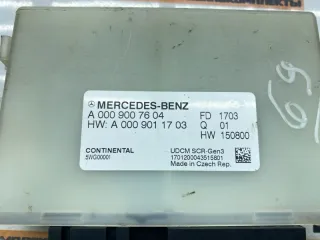 MERCEDES-BENZ
A 000 900 76 04 FD 1703
Q 01
HW: A 000 901 17 03
HW 150800
CONTINENTAL UDCM SCR-Gen3
5WG00001 1701200043515801
Made in Czech Rep.
69